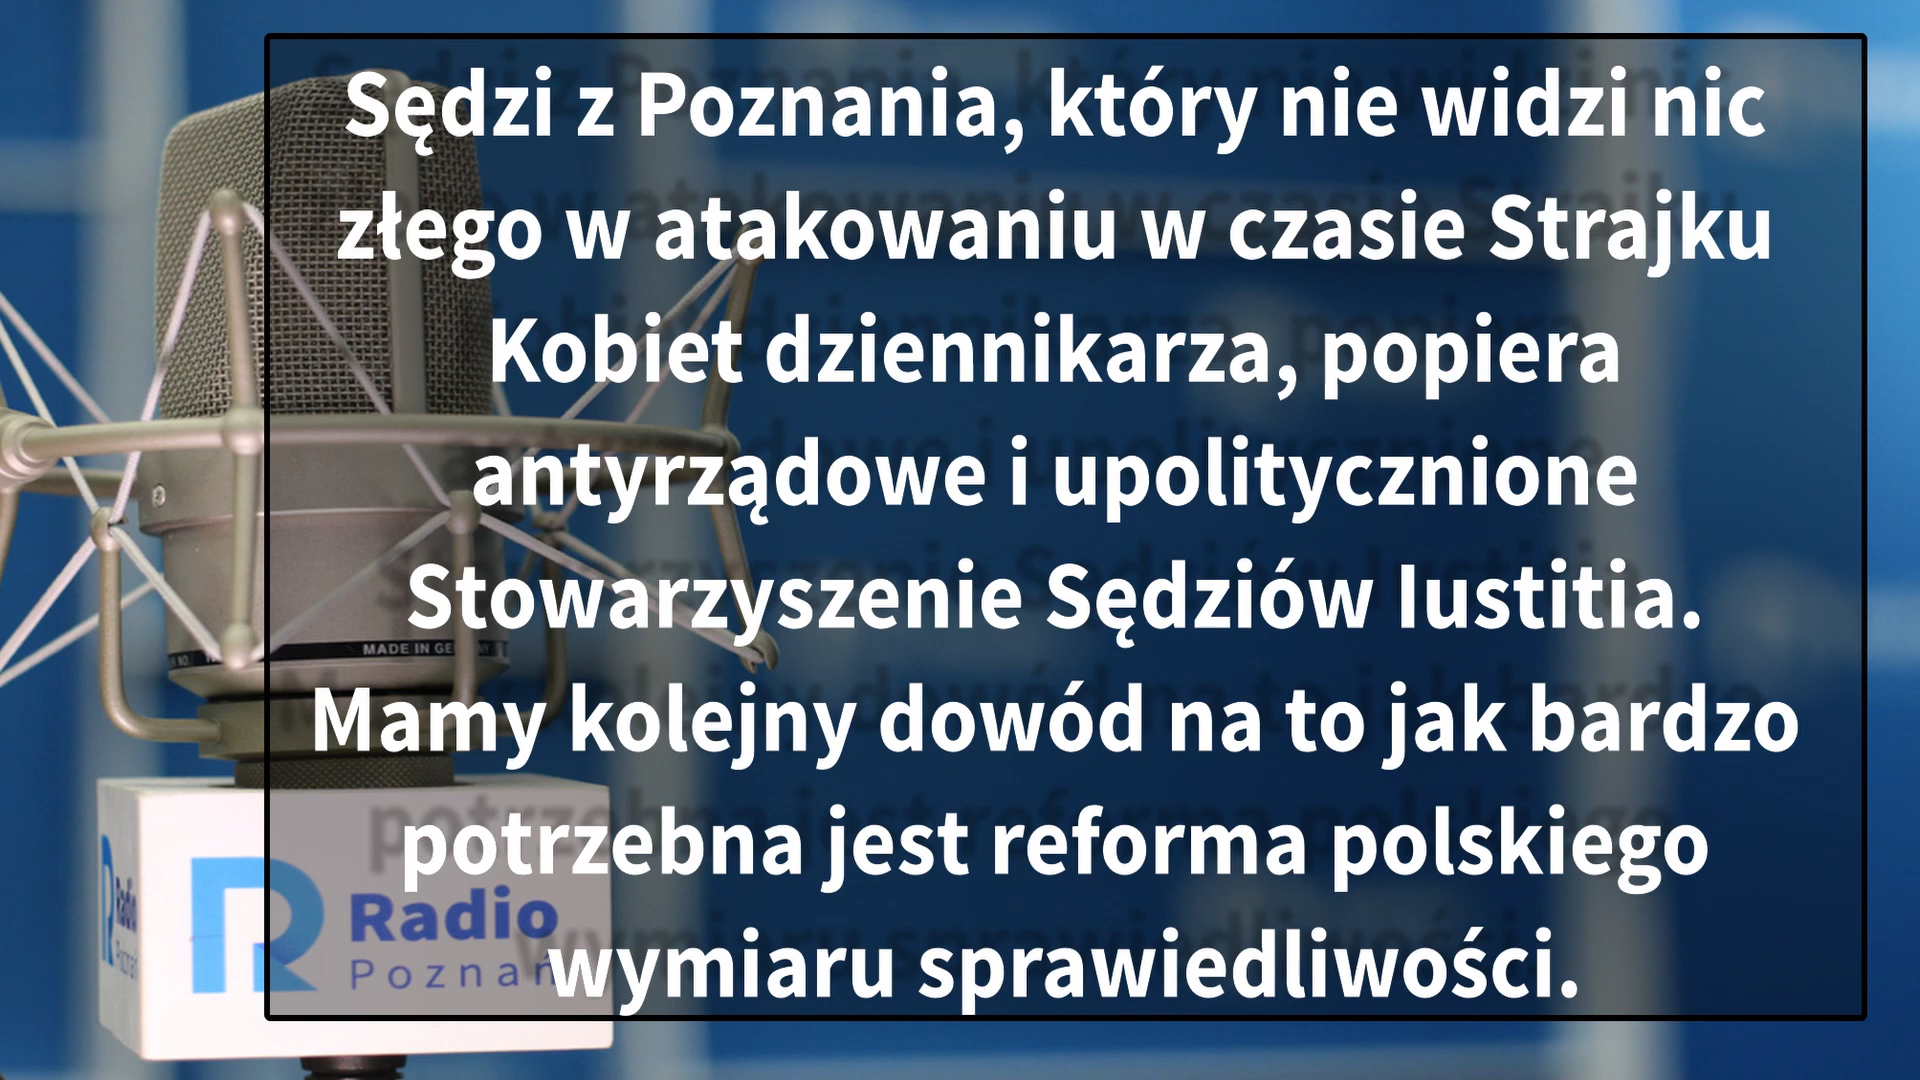 Sędzi z Poznania, który nie widzi nic
złego w atakowaniu w czasie Strajku
Kobiet dziennikarza, popiera
antyrządowe i upolitycznione
Stowarzyszenie Sędziów Iustitia.
Mamy kolejny dowód na to jak bardzo
potrzebna jest reforma polskiego
wymiaru sprawiedliwości.
MADE IN GE
Radio
Poznań
Radio